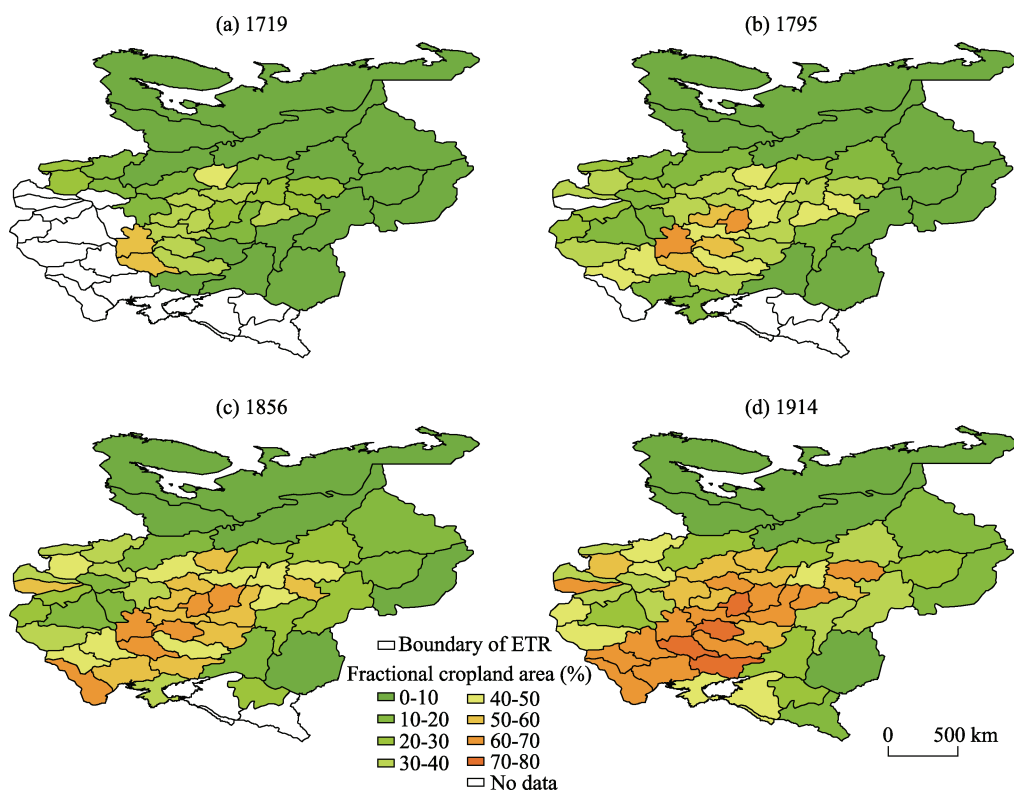 (a) 1719
(b) 1795
(c) 1856
(d) 1914
Boundary of ETR
Fractional cropland area (%)
0-10
10-20
20-30
30-40
40-50
50-60
60-70
70-80
No data
0 500 km